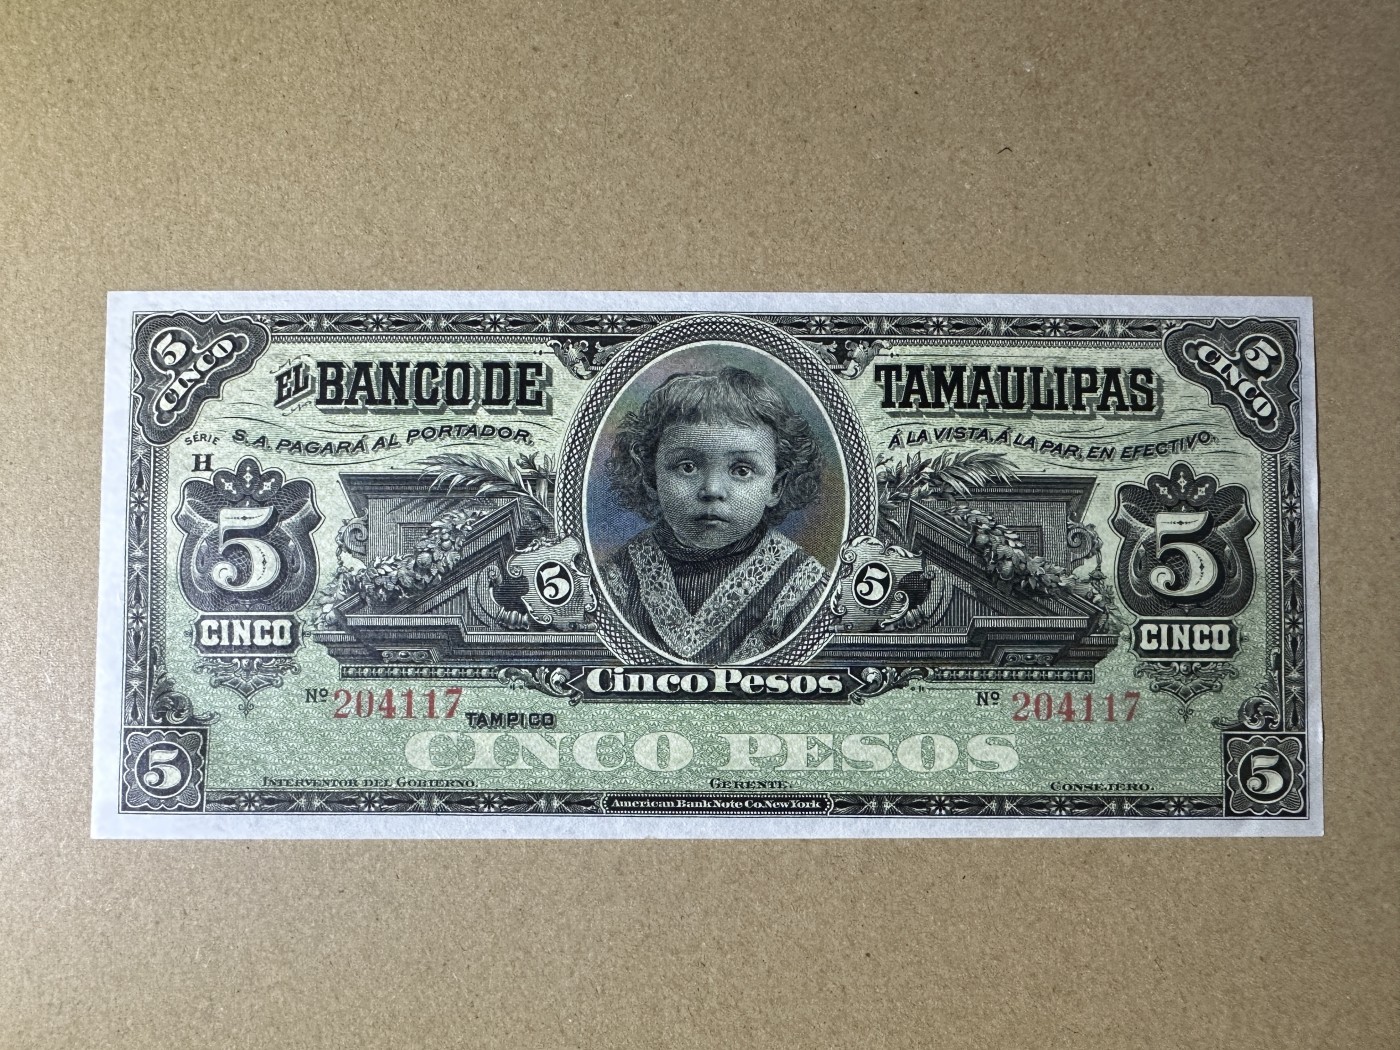 5 CINCO
EL BANCO DE TAMAULIPAS
CINCO 5
SÉRIE
H
S. A. PAGARÁ AL PORTADOR,
Á LA VISTA, Á LA PAR, EN EFECTIVO.
5
CINCO
5
5
5
CINCO
Cinco Pesos
Nº 204117
TAMPICO
Nº 204117
CINCO PESOS
5
INTERVENTOR DEL GOBIERNO.
GERENTE.
CONSEJERO.
5
American Bank Note Co. New York